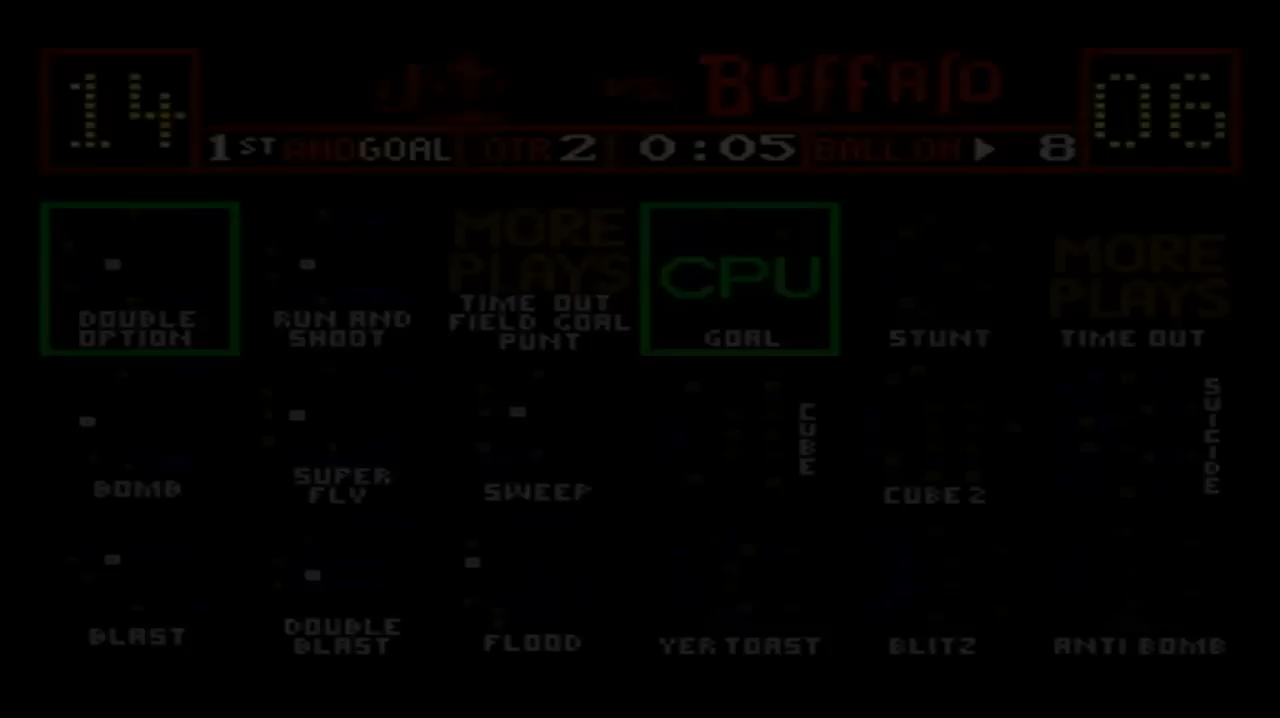 14
vs. BUFFALO
06
1ST AND GOAL QTR 2 0:05 BALL ON ▶ 8
DOUBLE
OPTION
RUN AND
SHOOT
MORE
PLAYS
TIME OUT
FIELD GOAL
PUNT
CPU
GOAL
STUNT
MORE
PLAYS
TIME OUT
BOMB
SUPER
FLY
SWEEP
CUBE
CUBE 2
SUICIDE
BLAST
DOUBLE
BLAST
FLOOD
YER TOAST
BLITZ
ANTI BOMB